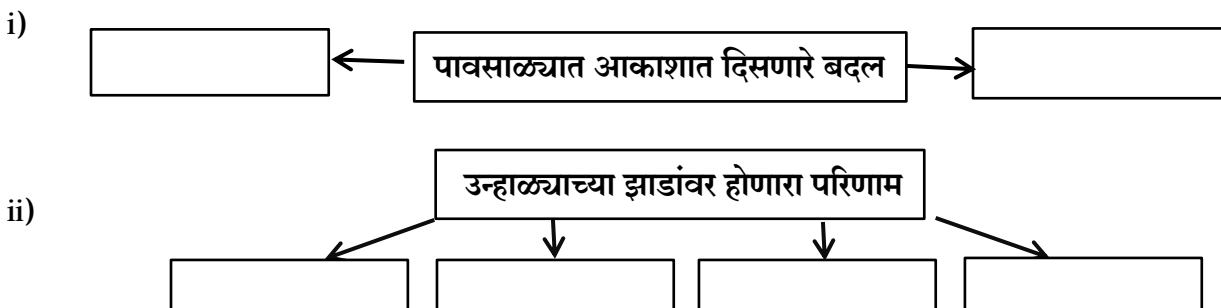 i)
पावसाळ्यात आकाशात दिसणारे बदल
उन्हाळ्याच्या झाडांवर होणारा परिणाम
ii)